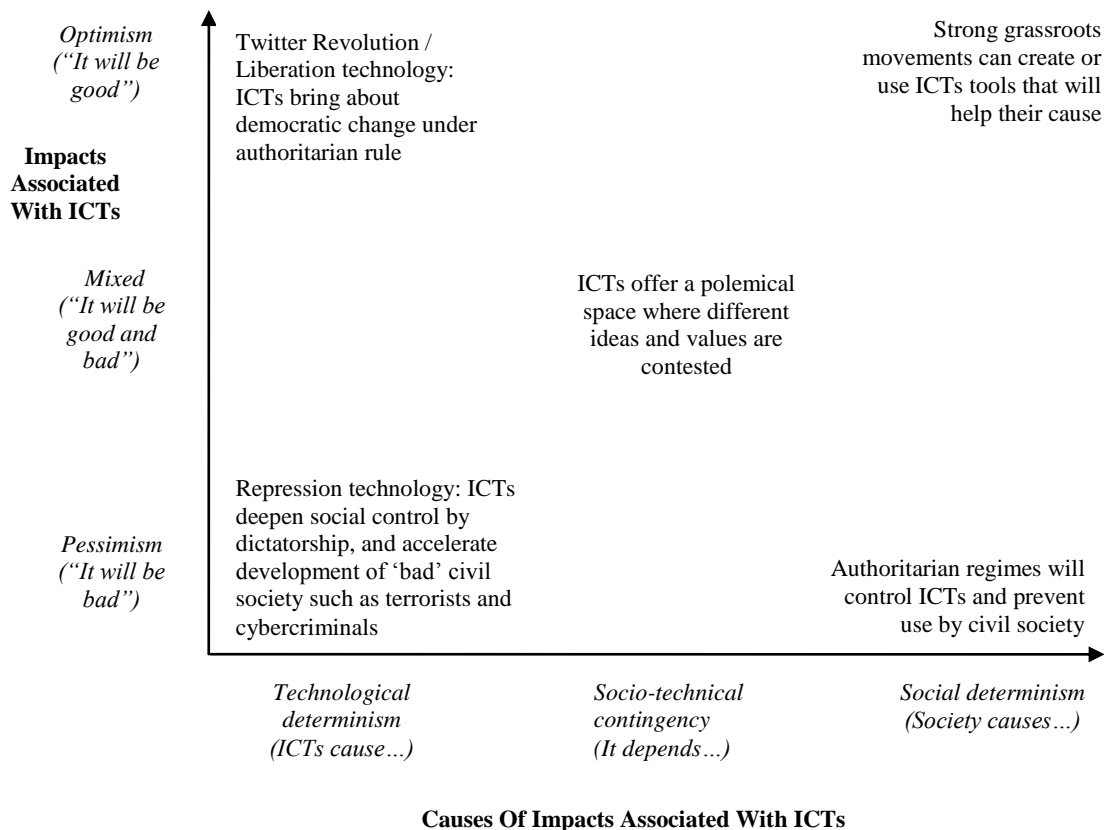 Optimism
(“It will be
good”)
Impacts
Associated
With ICTs
Mixed
(“It will be
good and
bad”)
Pessimism
(“It will be
bad”)
Twitter Revolution /
Liberation technology:
ICTs bring about
democratic change under
authoritarian rule
Strong grassroots
movements can create or
use ICTs tools that will
help their cause
ICTs offer a polemical
space where different
ideas and values are
contested
Repression technology: ICTs
deepen social control by
dictatorship, and accelerate
development of ‘bad’ civil
society such as terrorists and
cybercriminals
Authoritarian regimes will
control ICTs and prevent
use by civil society
Technological
determinism
(ICTs cause…)
Socio-technical
contingency
(It depends…)
Social determinism
(Society causes…)
Causes Of Impacts Associated With ICTs